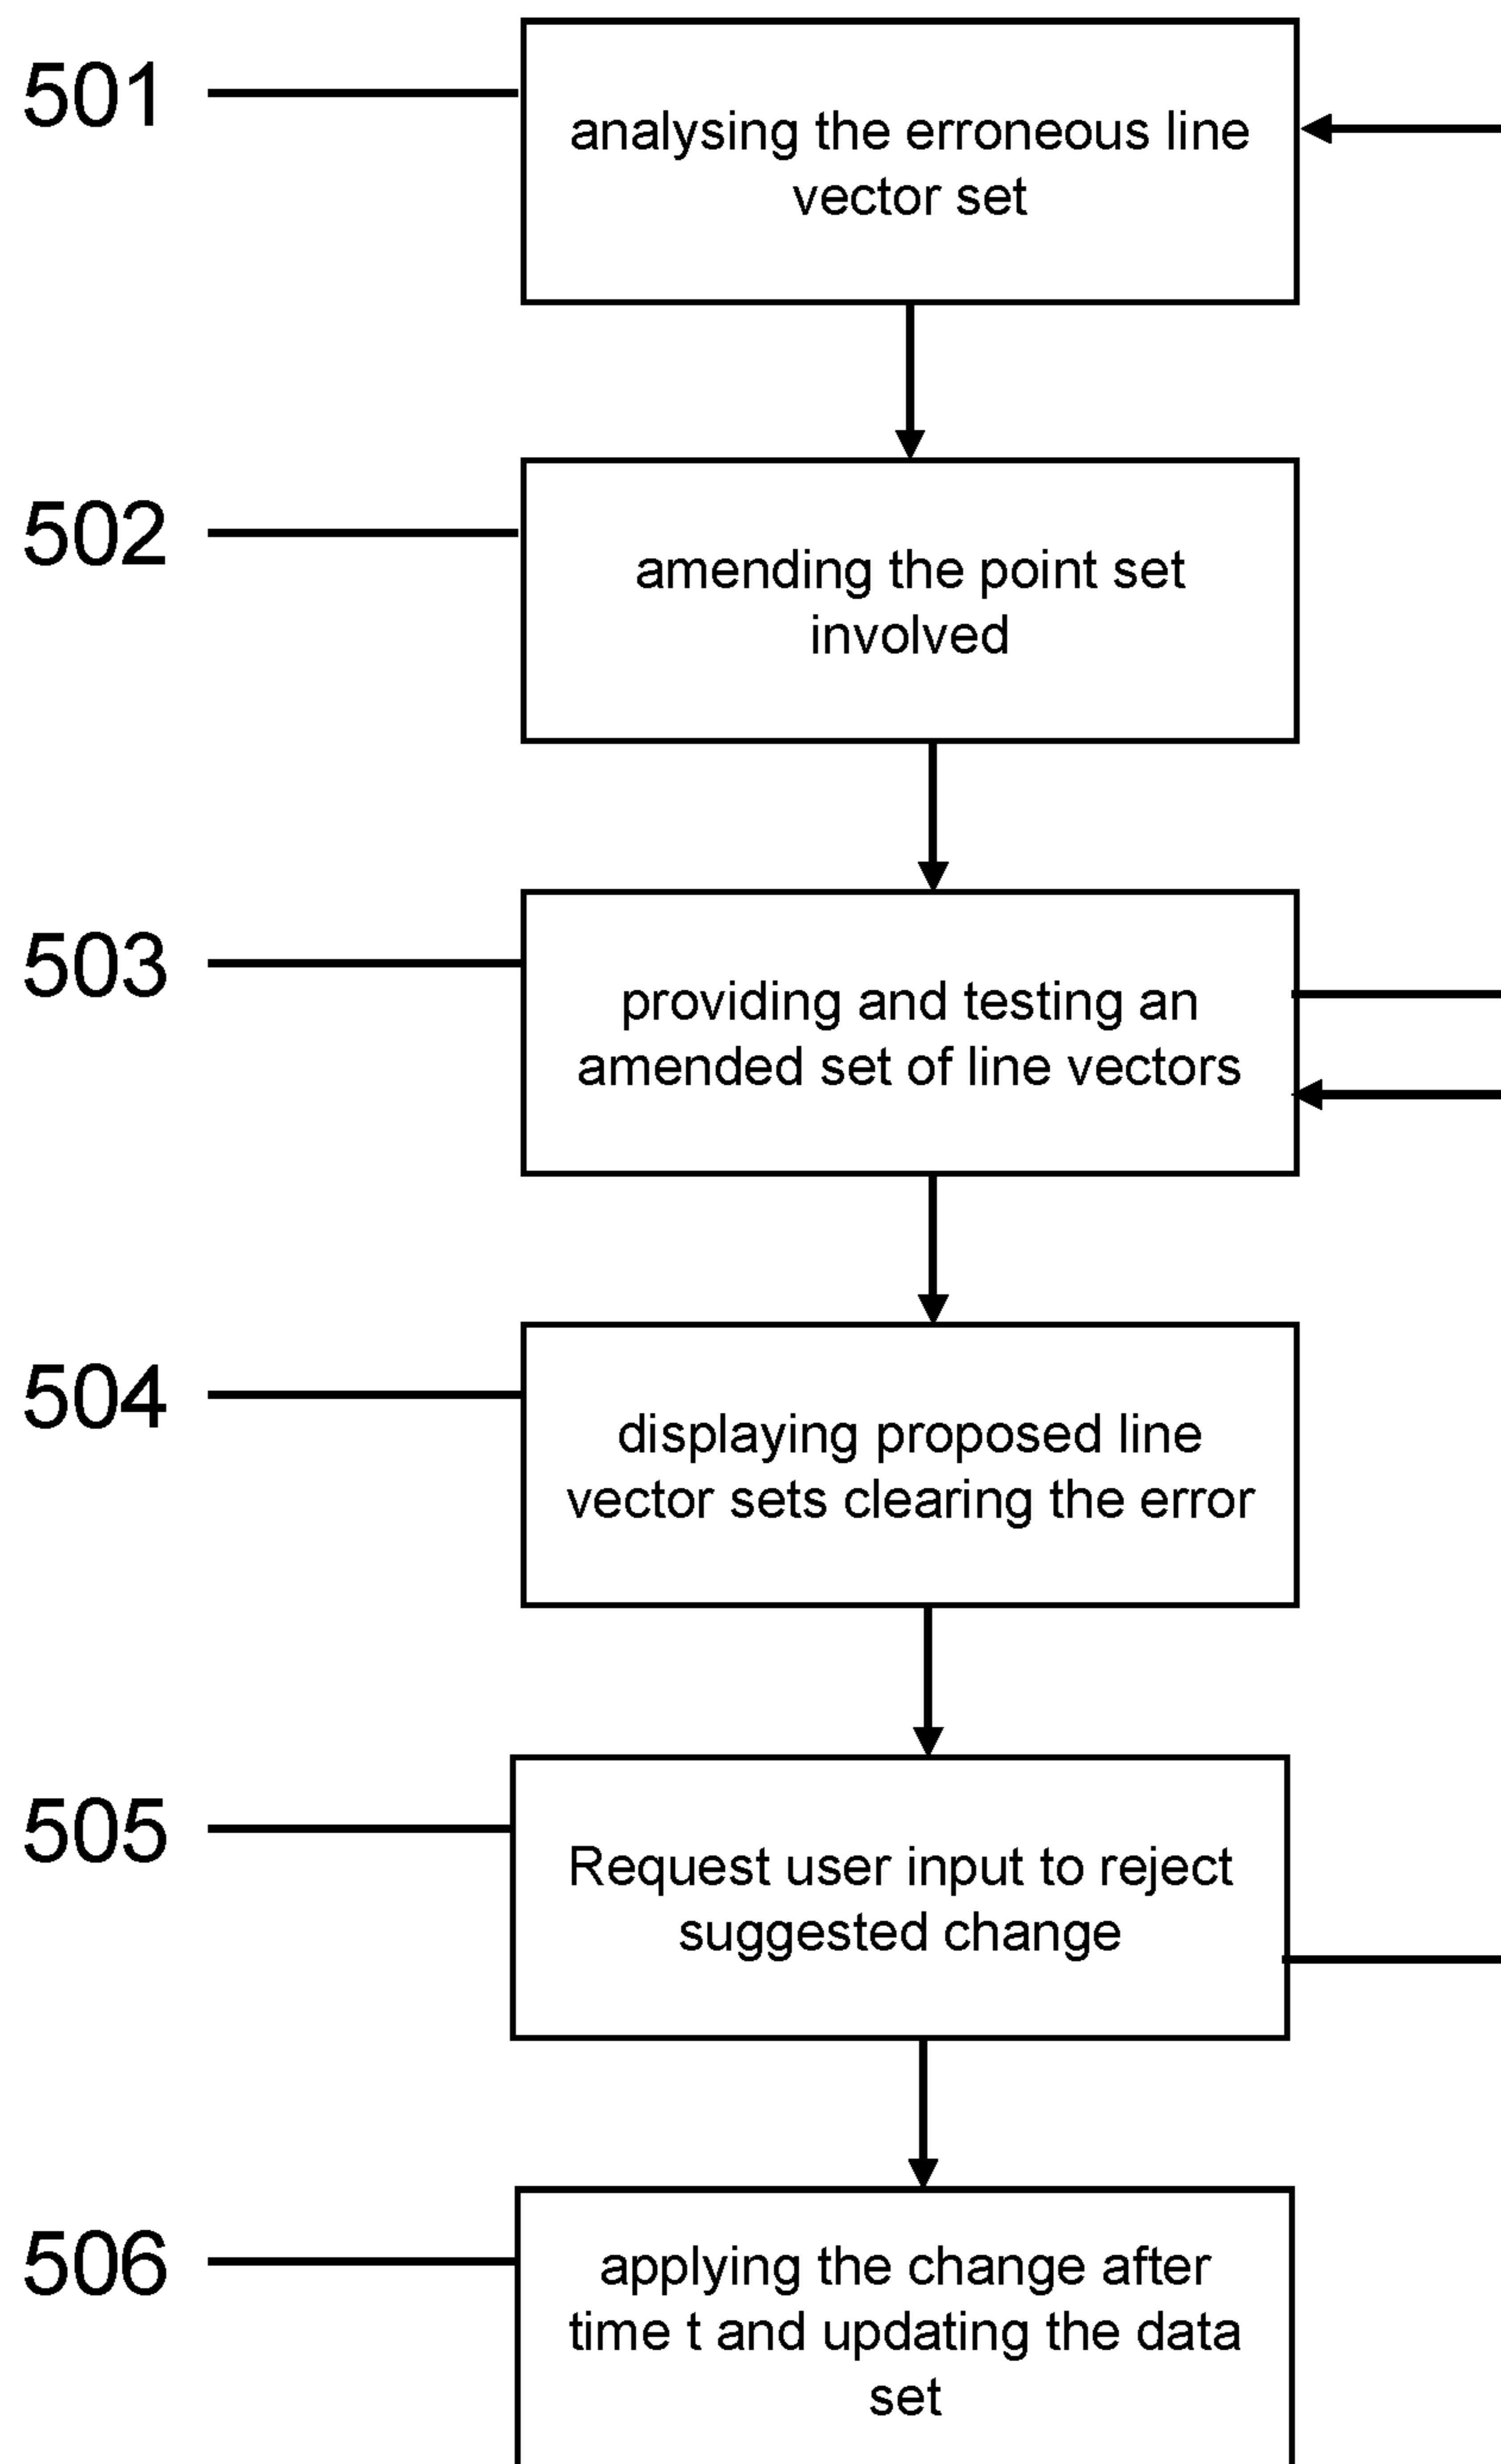 501
analysing the erroneous line
vector set
502
amending the point set
involved
503
providing and testing an
amended set of line vectors
504
displaying proposed line
vector sets clearing the error
505
Request user input to reject
suggested change
506
applying the change after
time t and updating the data
set